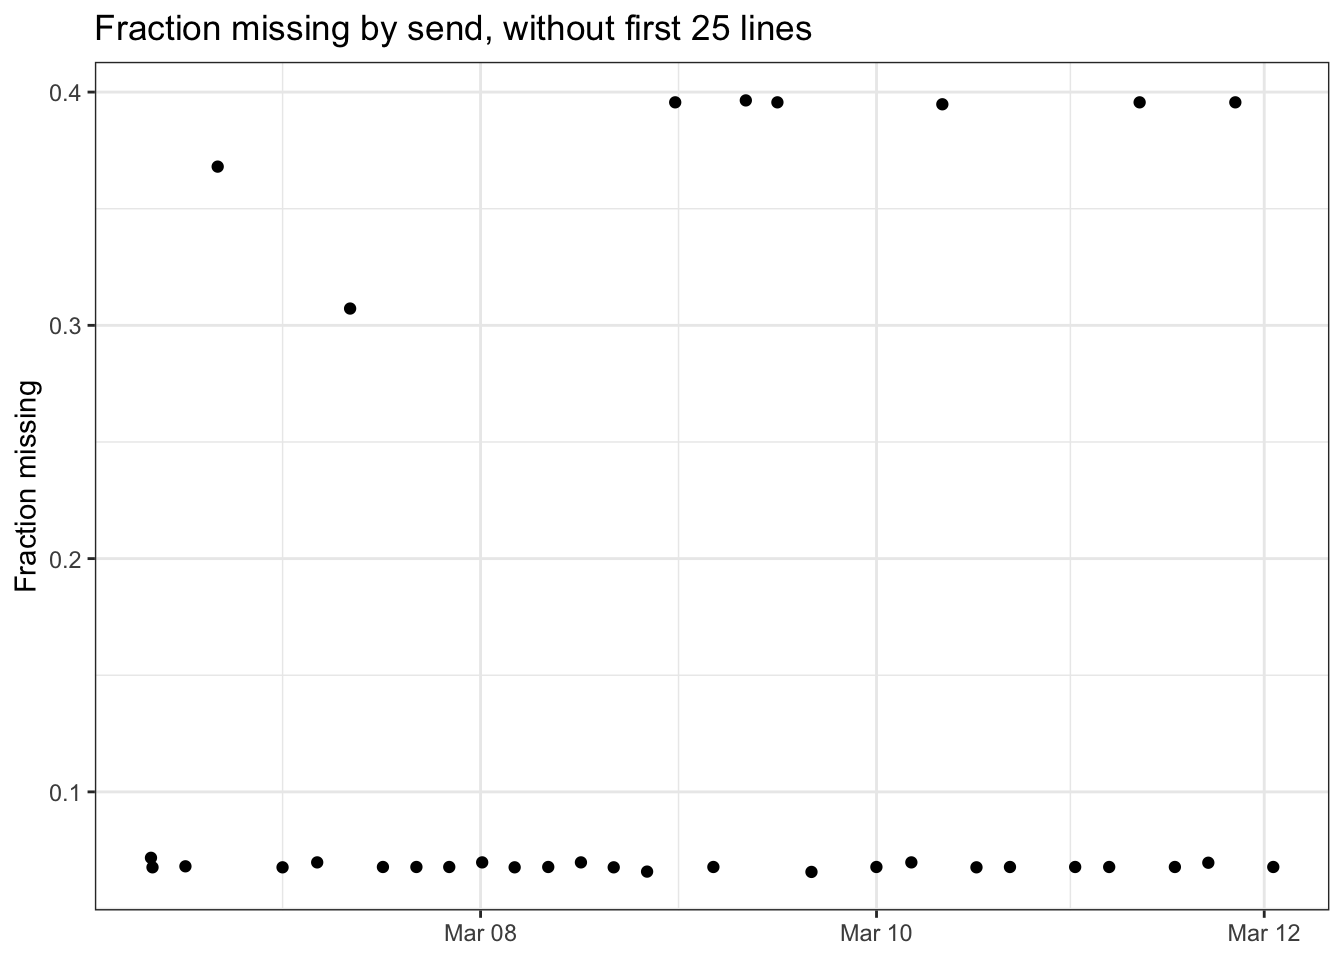 Fraction missing by send, without first 25 lines
Fraction missing
0.4
0.3
0.2
0.1
Mar 08
Mar 10
Mar 12